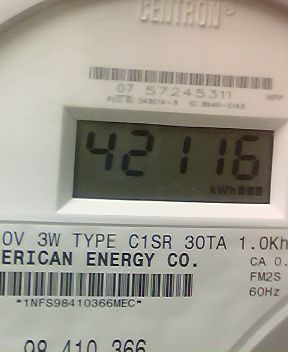 CENTRON®
07 57245311
42116
kWh
0V 3W TYPE C1SR 30TA 1.0Kh
ERICAN ENERGY CO.
CA 0.
FM2S
60Hz
*1NFS98410366MEC*
98 410 366